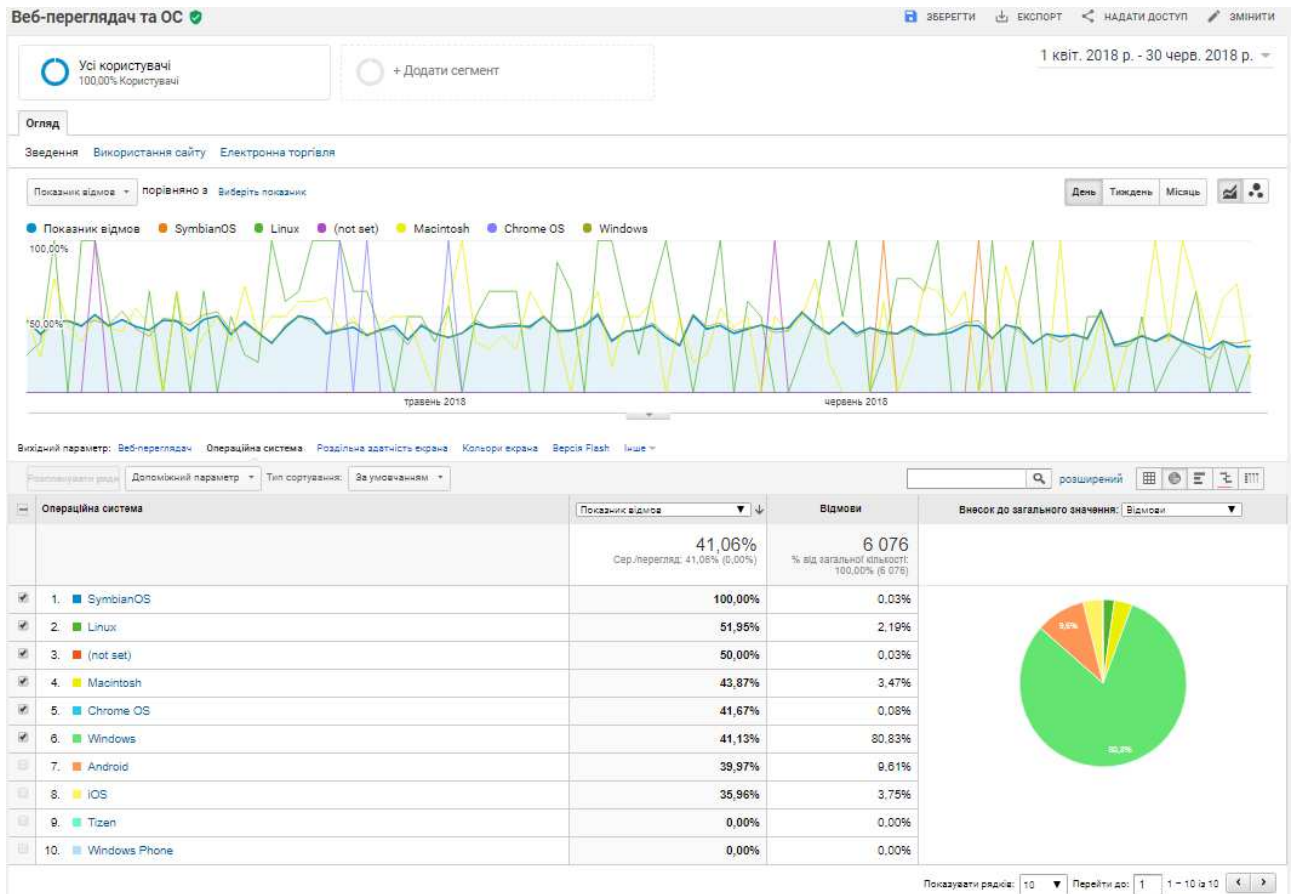 Веб-переглядач та ОС
ЗБЕРЕГТИ ЕКСПОРТ НАДАТИ ДОСТУП ЗМІНИТИ
Усі користувачі
100,00% Користувачі
+ Додати сегмент
1 квіт. 2018 р. - 30 черв. 2018 р.
Огляд
Зведення Використання сайту Електронна торгівля
Показник відмов порівняно з Виберіть показник
День Тиждень Місяць
Показник відмов SymbianOS Linux (not set) Macintosh Chrome OS Windows
100,00%
50,00%
травень 2018 червень 2018
Вихідний параметр: Веб-переглядач Операційна система Роздільна здатність екрана Кольори екрана Версія Flash Інше
Допоміжний параметр Тип сортування: За умовчанням розширений
Операційна система Показник відмов Відмови Внесок до загального значення: Відмови
41,06% 6 076
Сер./перегляд: 41,06% (0,00%) % від загальної кількості:
100,00% (6 076)
1. SymbianOS 100,00% 0,03%
2. Linux 51,95% 2,19%
3. (not set) 50,00% 0,03%
4. Macintosh 43,87% 3,47%
5. Chrome OS 41,67% 0,08%
6. Windows 41,13% 80,83%
7. Android 39,97% 9,61%
8. iOS 35,96% 3,75%
9. Tizen 0,00% 0,00%
10. Windows Phone 0,00% 0,00%
9,6%
80,8%
Показувати рядків: 10 Перейти до: 1 1 – 10 із 10